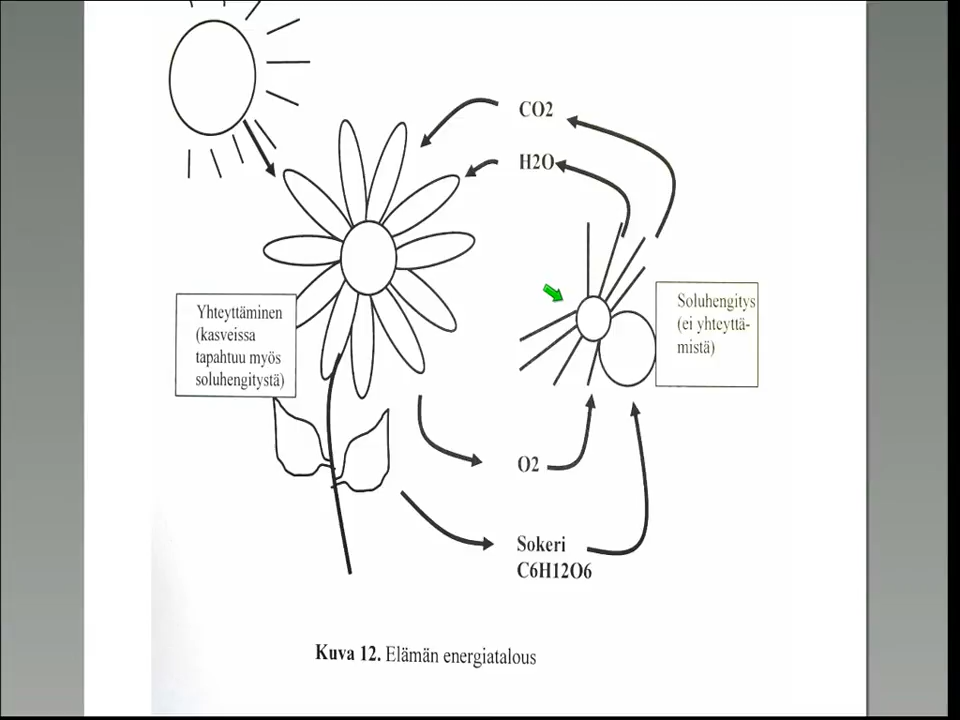 CO2
H2O
Yhteyttäminen
(kasveissa
tapahtuu myös
soluhengitystä)
Soluhengitys
(ei yhteyttä-
mistä)
O2
Sokeri
C6H12O6
Kuva 12. Elämän energiatalous